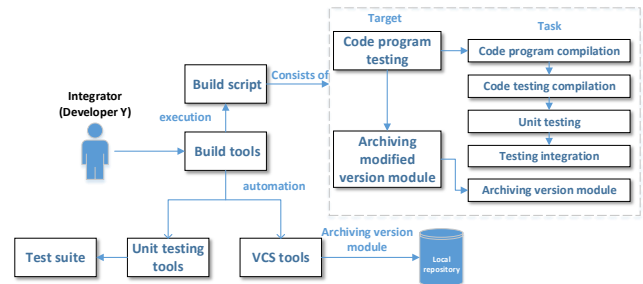 Target
Task
Code program
testing
Code program compilation
Build script
Consists of
Code testing compilation
Integrator
(Developer Y)
execution
Unit testing
Build tools
Archiving
modified
version module
Testing integration
Archiving version module
automation
Archiving version
module
Test suite
Unit testing
tools
VCS tools
Local
repository